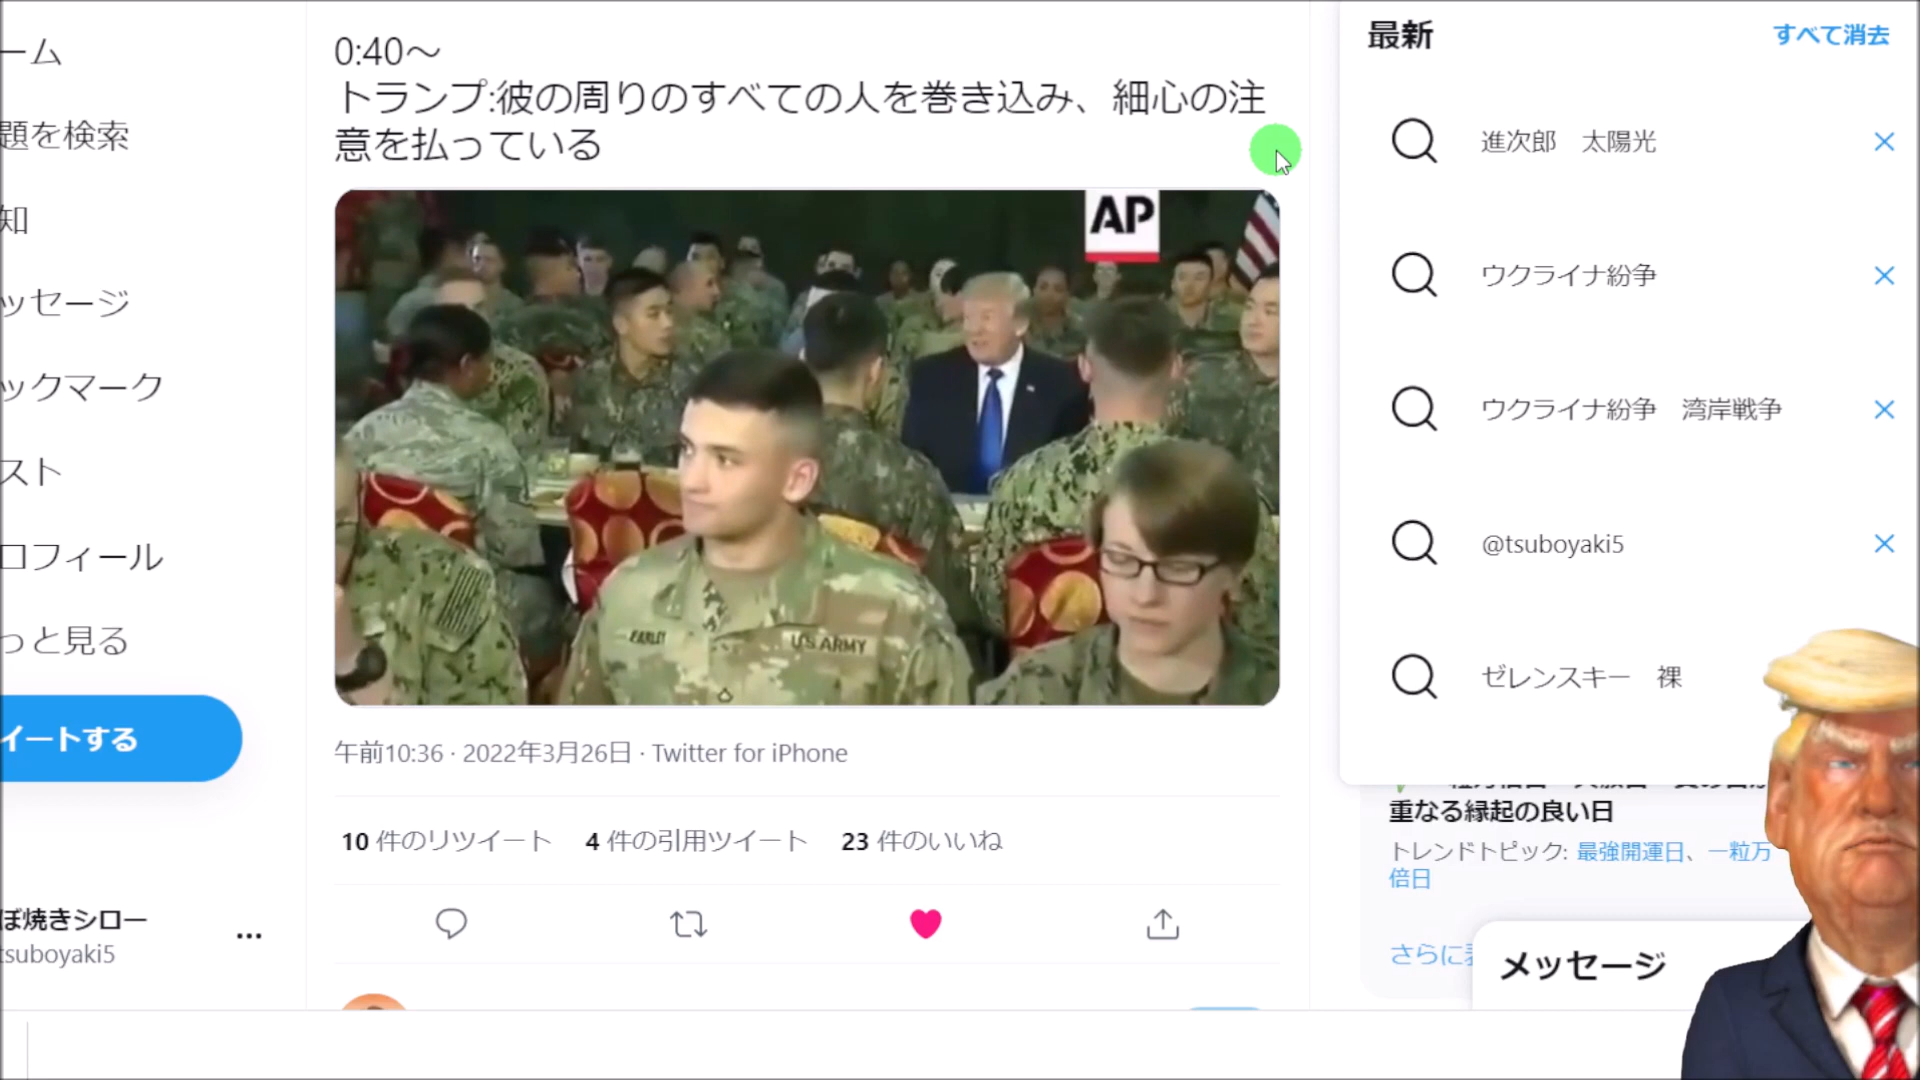 ーム
題を検索
知
ッセージ
ックマーク
スト
ロフィール
っと見る
イートする
ぼ焼きシロー
tsuboyaki5
0:40～
トランプ:彼の周りのすべての人を巻き込み、細心の注
意を払っている
AP
EARLEY
U.S. ARMY
午前10:36 · 2022年3月26日 · Twitter for iPhone
10 件のリツイート 4 件の引用ツイート 23 件のいいね
最新
すべて消去
進次郎 太陽光
ウクライナ紛争
ウクライナ紛争 湾岸戦争
@tsuboyaki5
ゼレンスキー 裸
重なる縁起の良い日
トレンドトピック: 最強開運日、一粒万
倍日
さらに
メッセージ